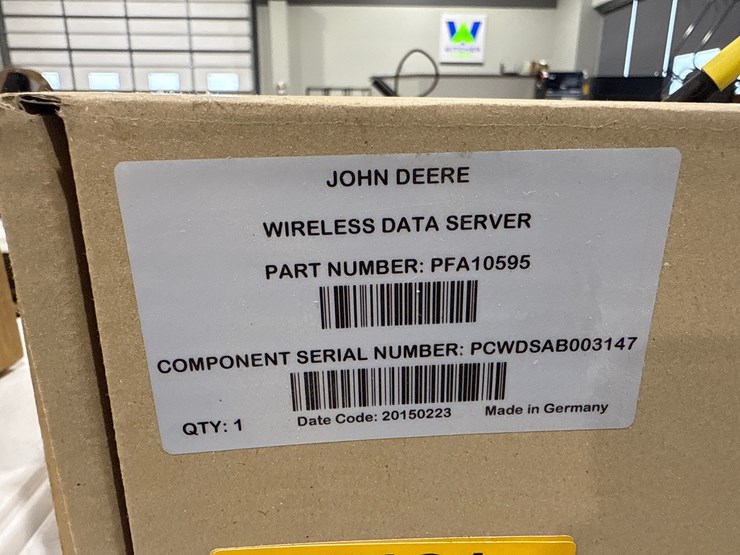 JOHN DEERE
WIRELESS DATA SERVER
PART NUMBER: PFA10595
COMPONENT SERIAL NUMBER: PCWDSAB003147
QTY: 1
Date Code: 20150223
Made in Germany